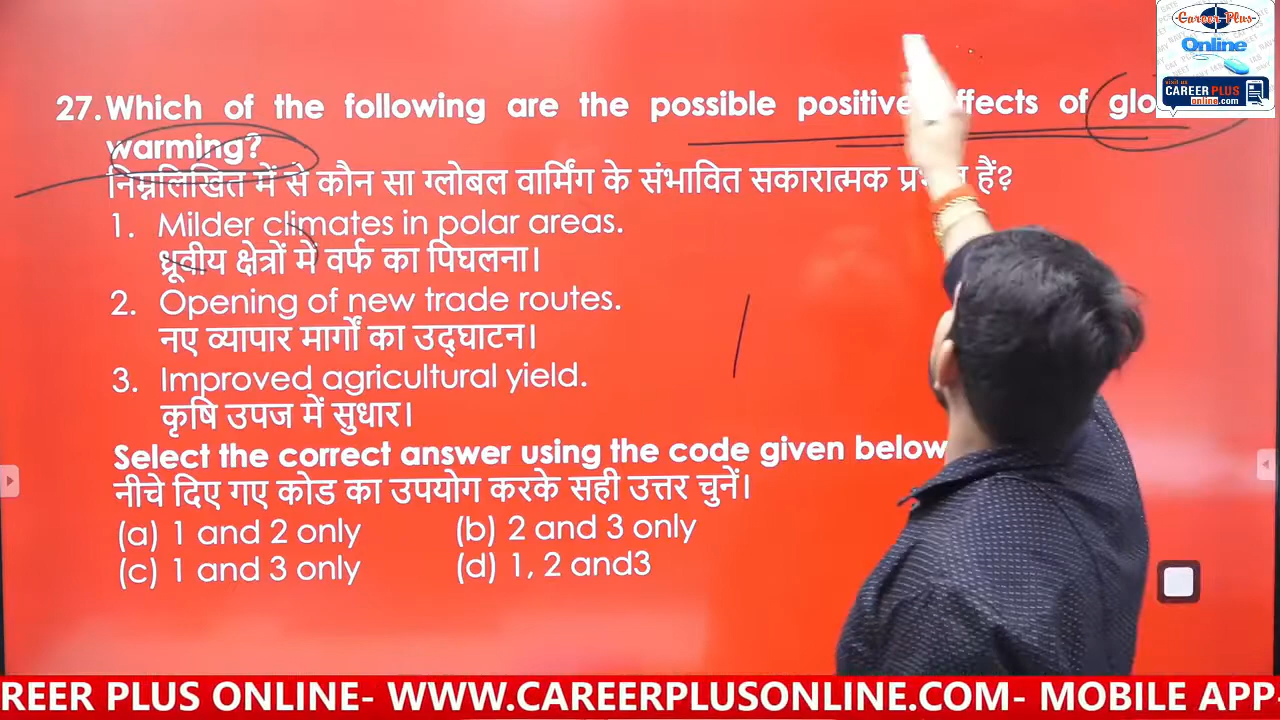 Career Plus
Online
visit us
CAREER PLUS
online.com
27. Which of the following are the possible positive of
warming?
निम्नलिखित में से कौन सा ग्लोबल वार्मिंग के संभावित सकारात्मक हैं?
1. Milder climates in polar areas.
ध्रूवीय क्षेत्रों में वर्फ का पिघलना।
2. Opening of new trade routes.
नए व्यापार मार्गों का उद्घाटन।
3. Improved agricultural yield.
कृषि उपज में सुधार।
Select the correct answer using the code given below
नीचे दिए गए कोड का उपयोग करके सही उत्तर चुनें।
(a) 1 and 2 only (b) 2 and 3 only
(c) 1 and 3 only (d) 1, 2 and3
REER PLUS ONLINE- WWW.CAREERPLUSONLINE.COM- MOBILE APP-